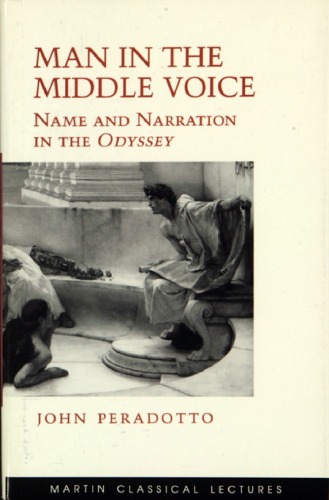 MAN IN THE
MIDDLE VOICE
NAME AND NARRATION
IN THE ODYSSEY
JOHN PERADOTTO
MARTIN CLASSICAL LECTURES